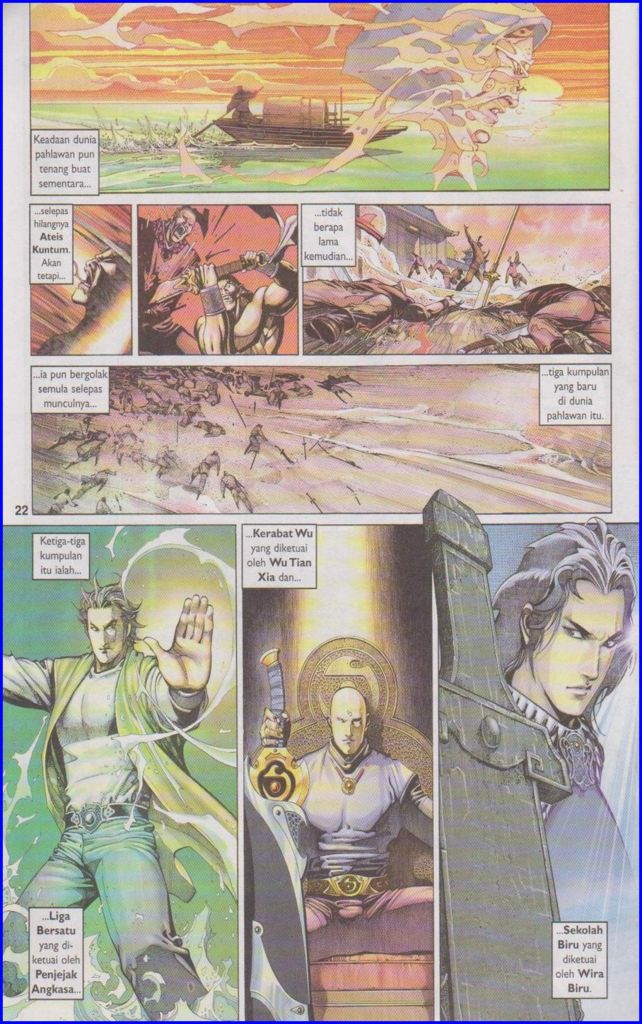 Keadaan dunia
pahlawan pun
tenang buat
sementara...
...selepas
hilangnya
Ateis
Kuntum.
Akan
tetapi...
...tidak
berapa
lama
kemudian...
...ia pun bergolak
semula selepas
munculnya...
...tiga kumpulan
yang baru
di dunia
pahlawan itu.
22
Ketiga-tiga
kumpulan
itu ialah...
...Liga
Bersatu
yang di-
ketuai oleh
Penjejak
Angkasa...
...Kerabat Wu
yang diketuai
oleh Wu Tian
Xia dan...
...Sekolah
Biru yang
diketuai
oleh Wira
Biru.